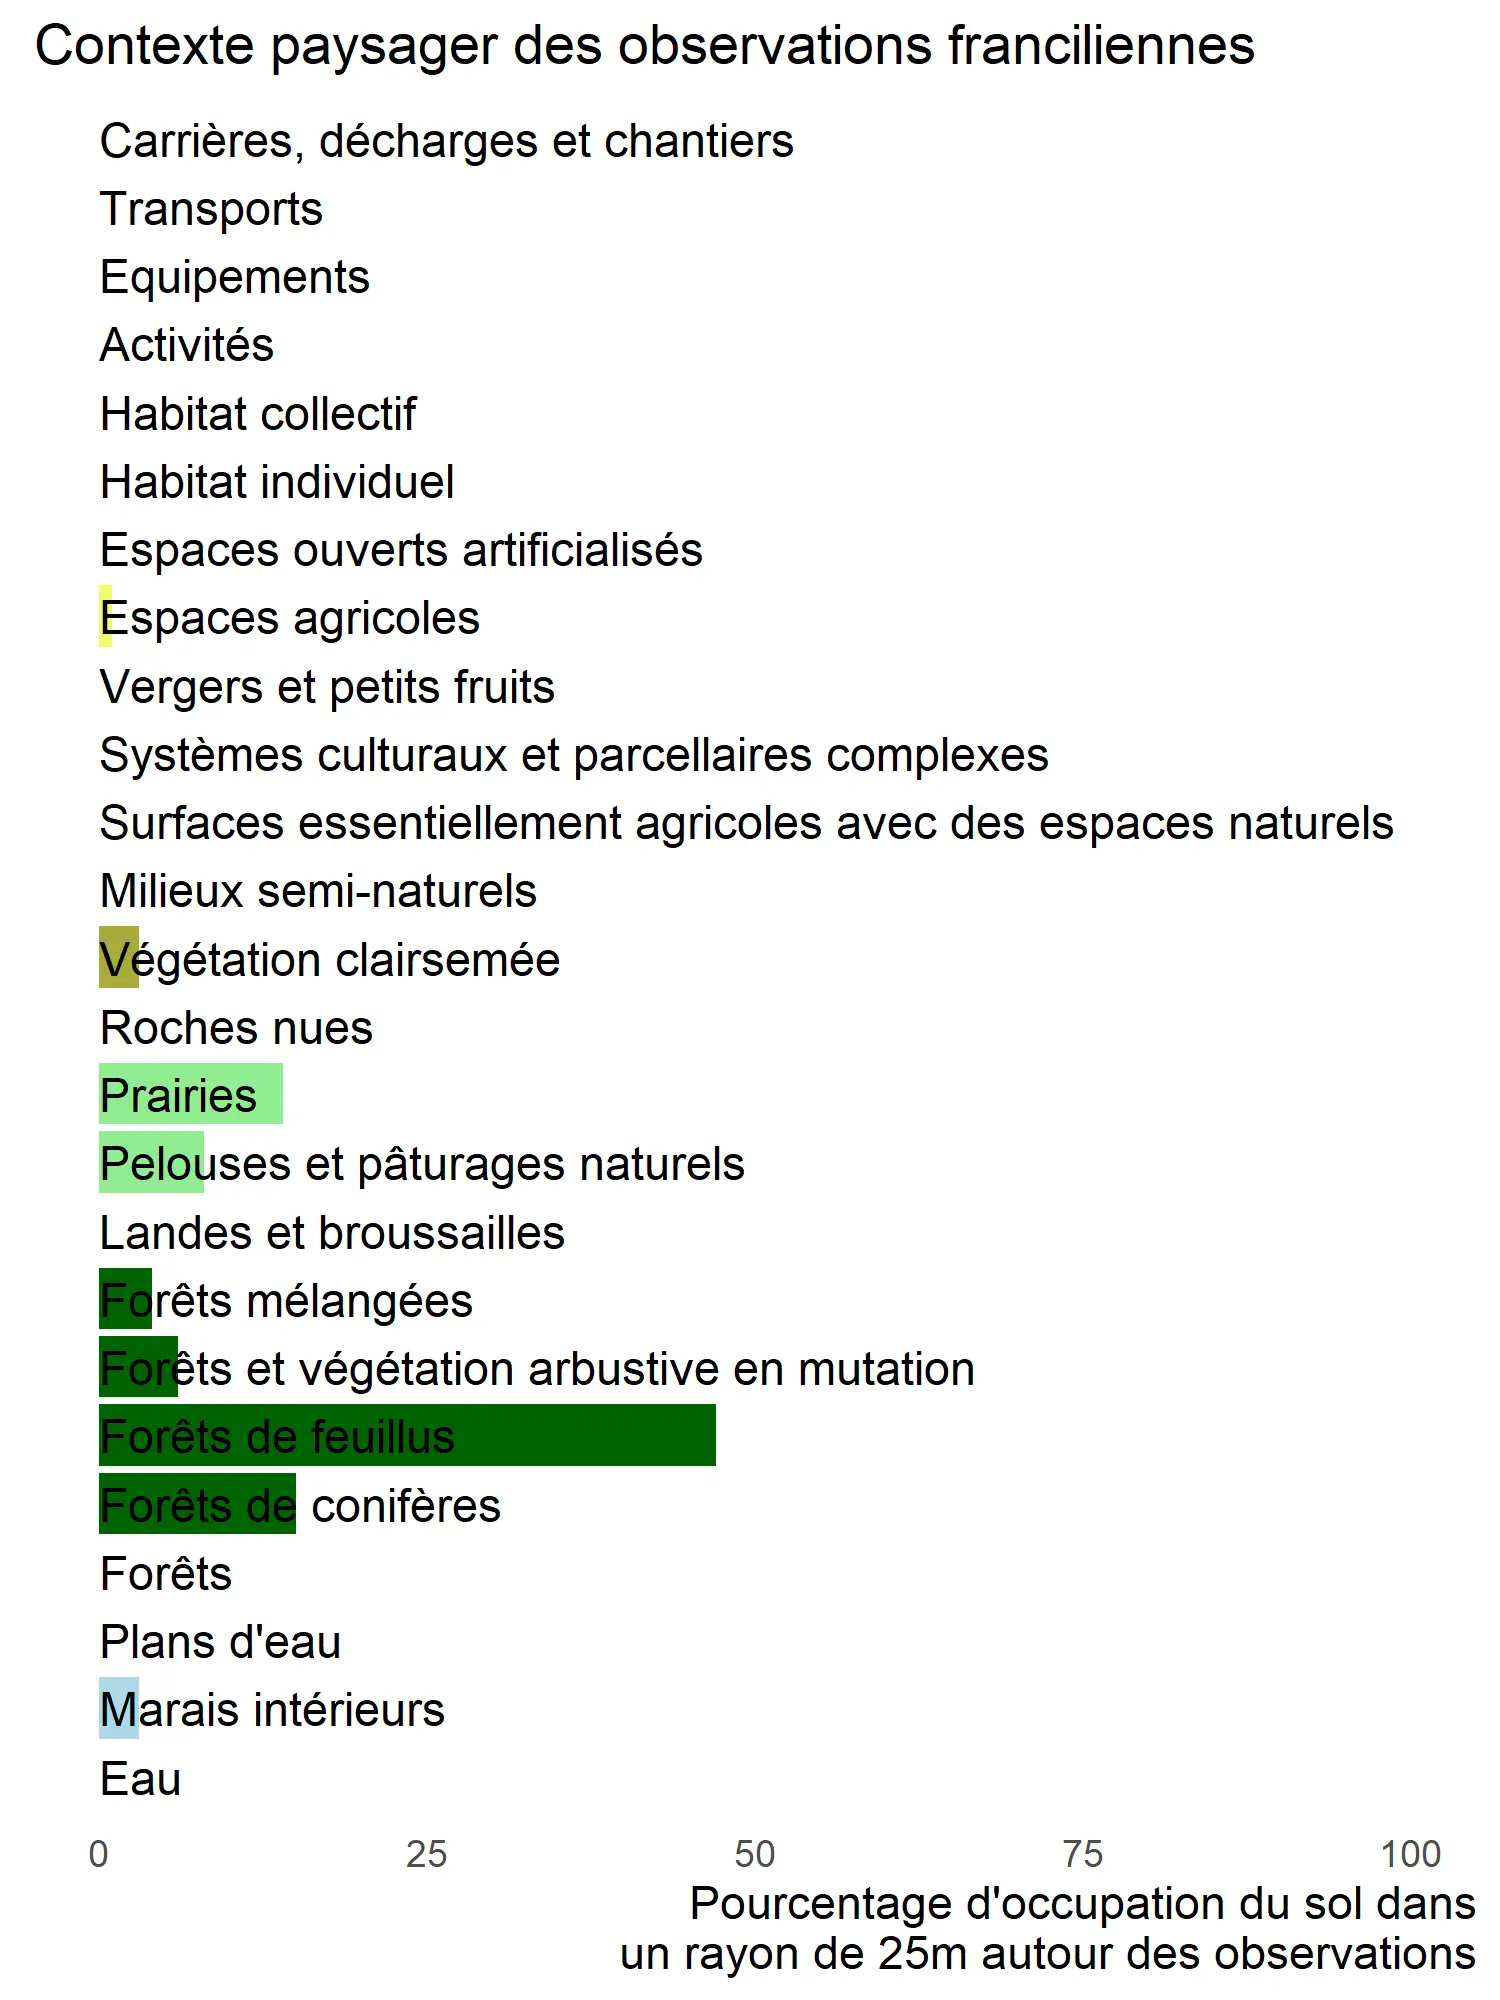 Contexte paysager des observations franciliennes
Carrières, décharges et chantiers
Transports
Equipements
Activités
Habitat collectif
Habitat individuel
Espaces ouverts artificialisés
Espaces agricoles
Vergers et petits fruits
Systèmes culturaux et parcellaires complexes
Surfaces essentiellement agricoles avec des espaces naturels
Milieux semi-naturels
Végétation clairsemée
Roches nues
Prairies
Pelouses et pâturages naturels
Landes et broussailles
Forêts mélangées
Forêts et végétation arbustive en mutation
Forêts de feuillus
Forêts de conifères
Forêts
Plans d'eau
Marais intérieurs
Eau
0 25 50 75 100
Pourcentage d'occupation du sol dans
un rayon de 25m autour des observations